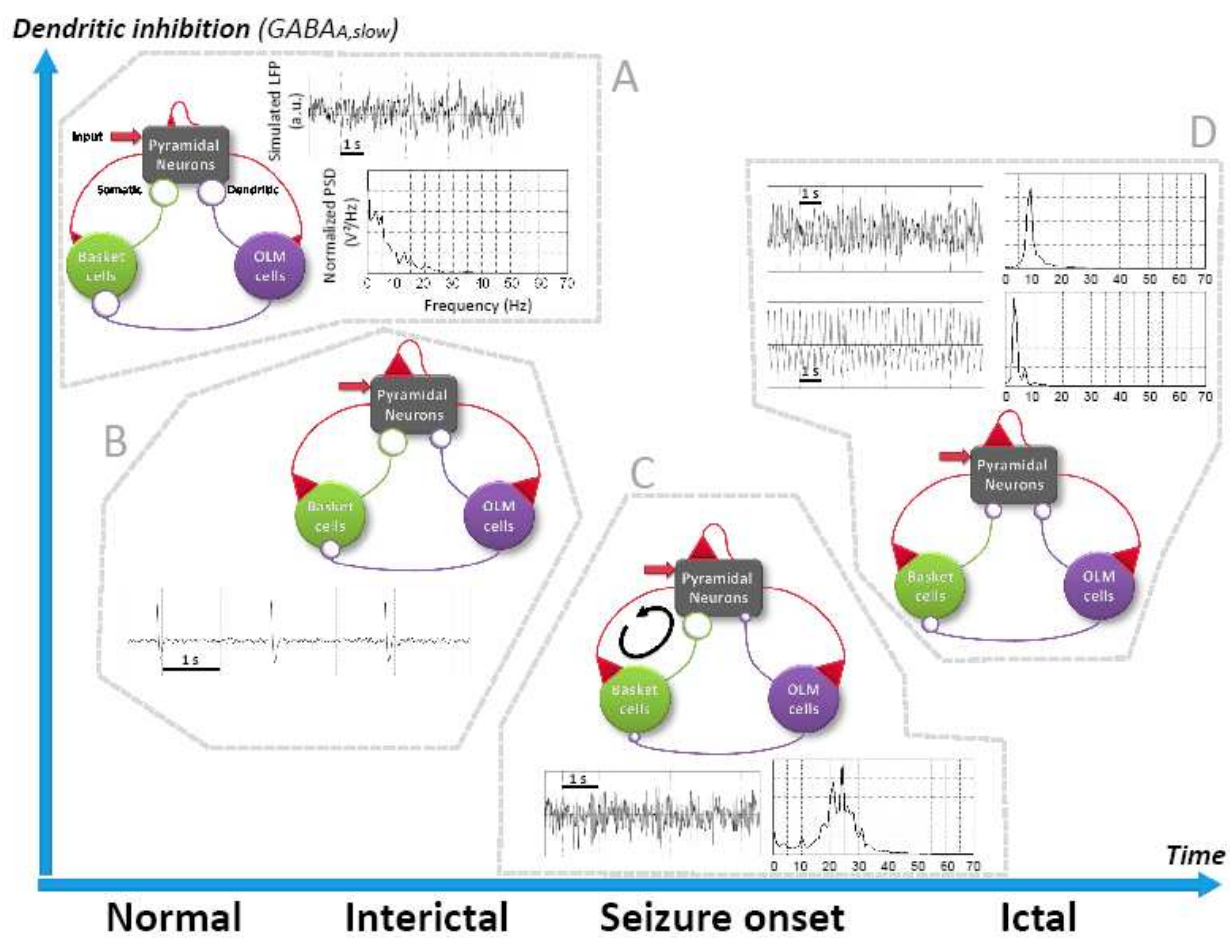 Dendritic inhibition (GABAA,slow)
A
Simulated LFP
(a.u.)
1 s
Input
Pyramidal
Neurons
Somatic
Dendritic
Basket
cells
OLM
cells
Normalized PSD
(V²/Hz)
0 10 20 30 40 50 60 70
Frequency (Hz)
B
Pyramidal
Neurons
Basket
cells
OLM
cells
1 s
C
Pyramidal
Neurons
Basket
cells
OLM
cells
1 s
0 10 20 30 40 50 60 70
D
1 s
0 10 20 30 40 50 60 70
1 s
0 10 20 30 40 50 60 70
Pyramidal
Neurons
Basket
cells
OLM
cells
Time
Normal
Interictal
Seizure onset
Ictal